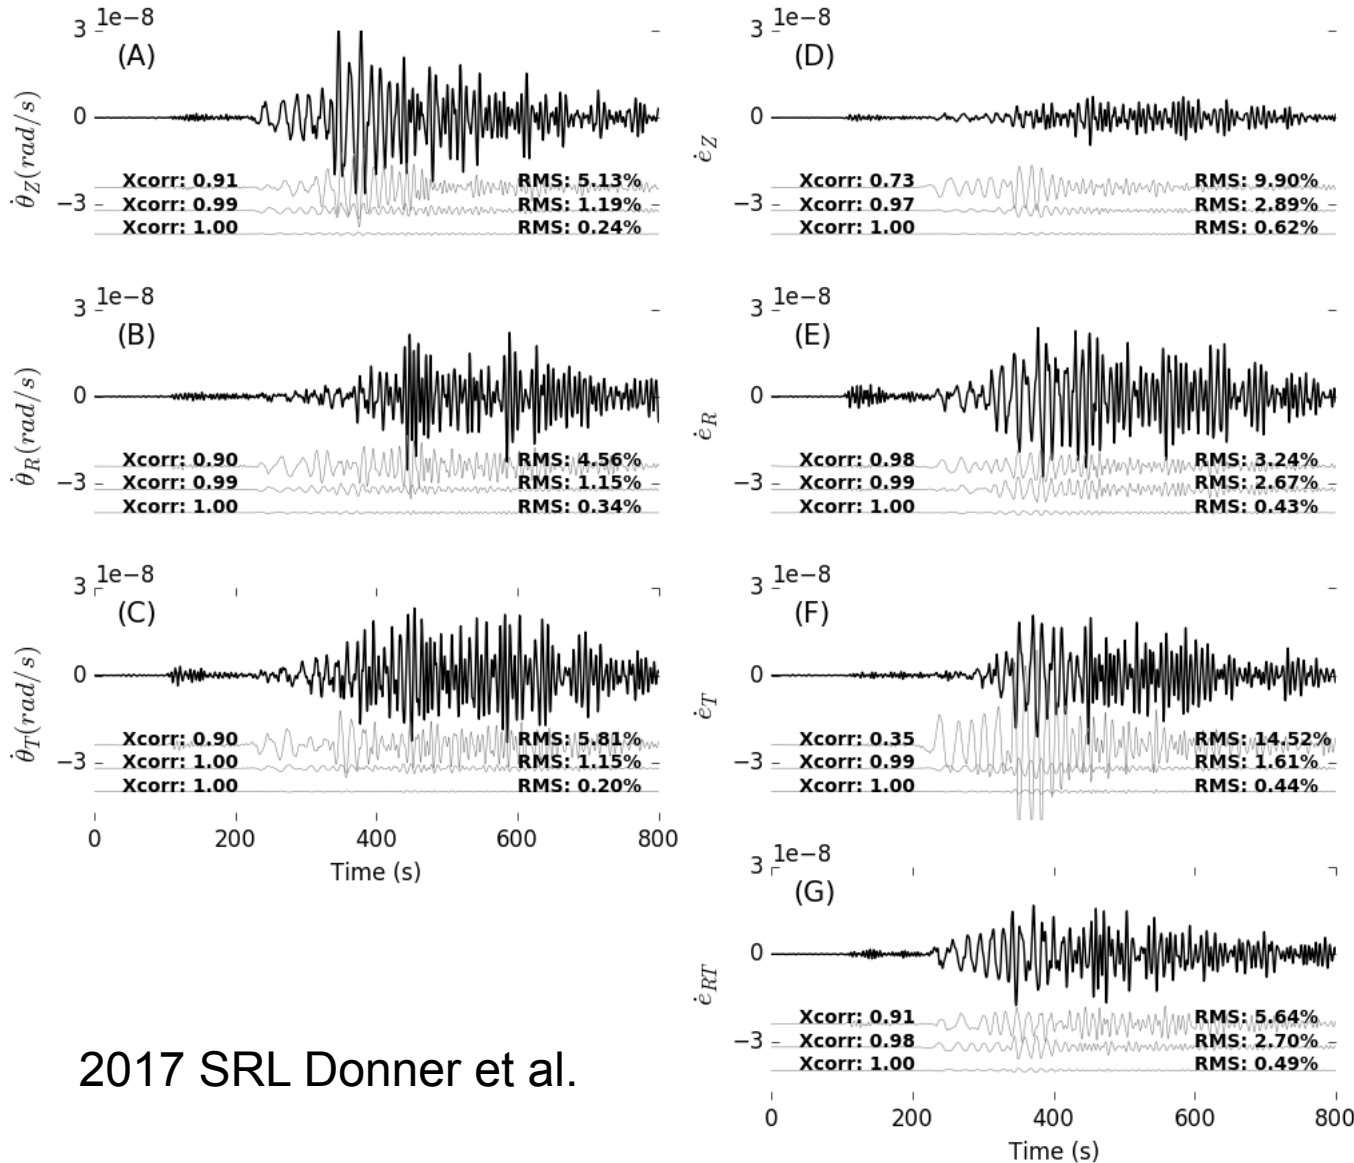 1e−8
3
(A)
0
θ̇_Z(rad/s)
Xcorr: 0.91 RMS: 5.13%
Xcorr: 0.99 RMS: 1.19%
−3
Xcorr: 1.00 RMS: 0.24%
1e−8
3
(B)
0
θ̇_R(rad/s)
Xcorr: 0.90 RMS: 4.56%
Xcorr: 0.99 RMS: 1.15%
−3
Xcorr: 1.00 RMS: 0.34%
1e−8
3
(C)
0
θ̇_T(rad/s)
Xcorr: 0.90 RMS: 5.81%
Xcorr: 1.00 RMS: 1.15%
−3
Xcorr: 1.00 RMS: 0.20%
0 200 400 600 800
Time (s)
1e−8
3
(D)
0
ė_Z
Xcorr: 0.73 RMS: 9.90%
Xcorr: 0.97 RMS: 2.89%
−3
Xcorr: 1.00 RMS: 0.62%
1e−8
3
(E)
0
ė_R
Xcorr: 0.98 RMS: 3.24%
Xcorr: 0.99 RMS: 2.67%
−3
Xcorr: 1.00 RMS: 0.43%
1e−8
3
(F)
0
ė_T
Xcorr: 0.35 RMS: 14.52%
Xcorr: 0.99 RMS: 1.61%
−3
Xcorr: 1.00 RMS: 0.44%
1e−8
3
(G)
0
ė_RT
Xcorr: 0.91 RMS: 5.64%
Xcorr: 0.98 RMS: 2.70%
−3
Xcorr: 1.00 RMS: 0.49%
0 200 400 600 800
Time (s)
2017 SRL Donner et al.